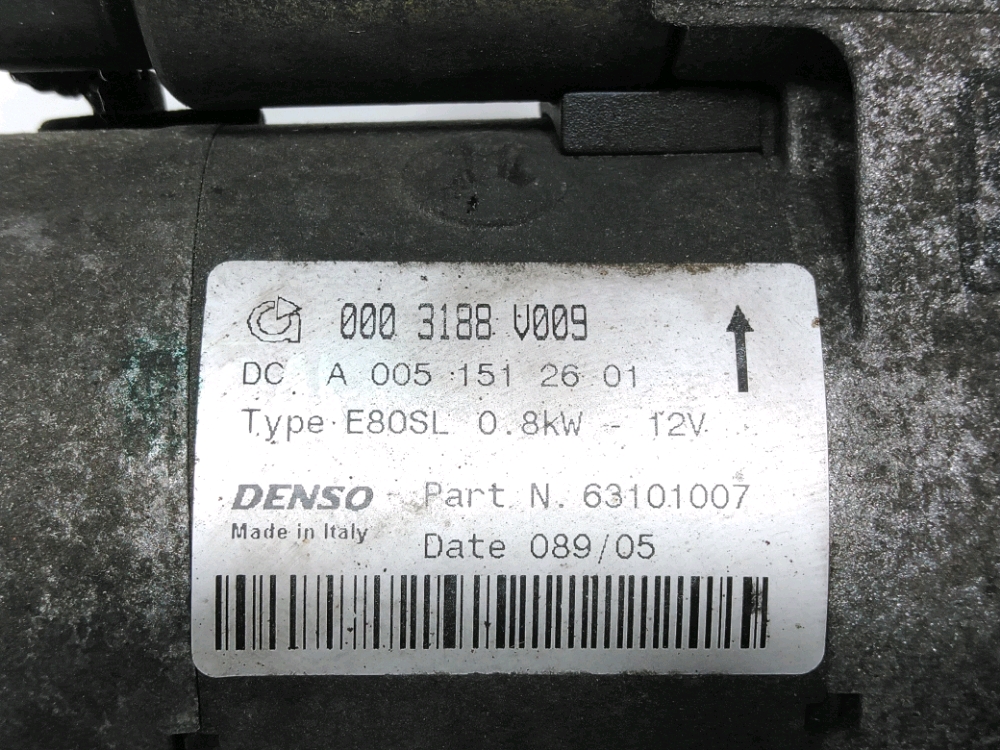 000 3188 V009
DC A 005 151 26 01
Type E80SL 0.8kW - 12V
DENSO Part N. 63101007
Made in Italy
Date 089/05